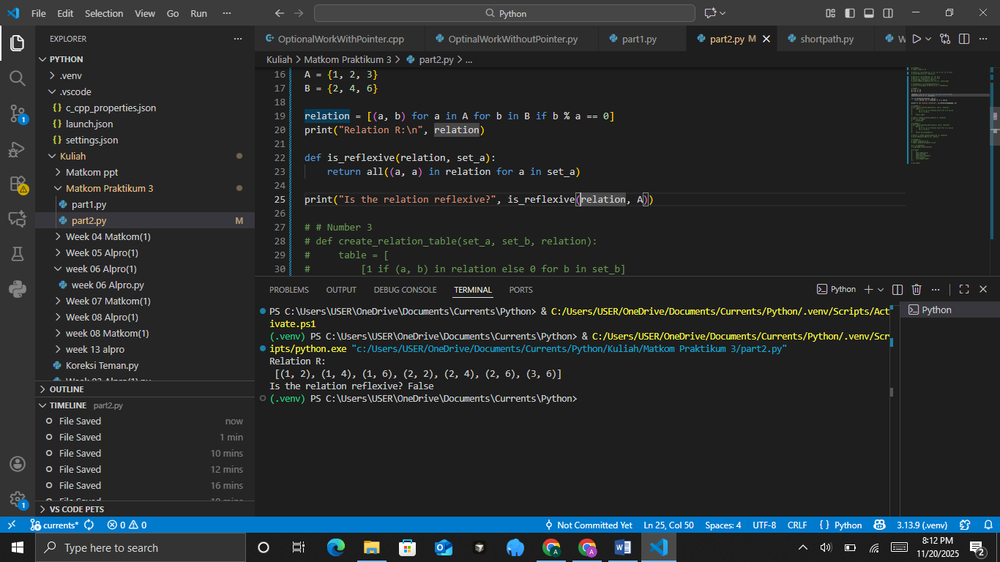 File Edit Selection View Go Run ···
Python
EXPLORER ···
PYTHON
.venv
.vscode
{} c_cpp_properties.json
{} launch.json
{} settings.json
Kuliah
Matkom ppt
Matkom Praktikum 3
part1.py
part2.py M
Week 04 Matkom(1)
Week 05 Alpro(1)
week 06 Alpro(1)
week 06 Alpro.py
Week 07 Matkom(1)
Week 08 Alpro(1)
week 08 Matkom(1)
week 13 alpro
Koreksi Teman.py
OUTLINE
TIMELINE part2.py
File Saved now
File Saved 1 min
File Saved 10 mins
File Saved 12 mins
File Saved 16 mins
VS CODE PETS
OptionalWorkWithPointer.cpp OptinalWorkWithoutPointer.py part1.py part2.py M shortpath.py W
Kuliah > Matkom Praktikum 3 > part2.py > ...
16 A = {1, 2, 3}
17 B = {2, 4, 6}
18
19 relation = [(a, b) for a in A for b in B if b % a == 0]
20 print("Relation R:\n", relation)
21
22 def is_reflexive(relation, set_a):
23 return all((a, a) in relation for a in set_a)
24
25 print("Is the relation reflexive?", is_reflexive(relation, A))
26
27 # # Number 3
28 # def create_relation_table(set_a, set_b, relation):
29 # table = [
30 # [1 if (a, b) in relation else 0 for b in set_b]
PROBLEMS OUTPUT DEBUG CONSOLE TERMINAL PORTS
Python
PS C:\Users\USER\OneDrive\Documents\Currents\Python> & C:/Users/USER/OneDrive/Documents/Currents/Python/.venv/Scripts/Act
ivate.ps1
(.venv) PS C:\Users\USER\OneDrive\Documents\Currents\Python> & C:/Users/USER/OneDrive/Documents/Currents/Python/.venv/Scr
ipts/python.exe "c:/Users/USER/OneDrive/Documents/Currents/Python/Kuliah/Matkom Praktikum 3/part2.py"
Relation R:
[(1, 2), (1, 4), (1, 6), (2, 2), (2, 4), (2, 6), (3, 6)]
Is the relation reflexive? False
(.venv) PS C:\Users\USER\OneDrive\Documents\Currents\Python>
Python
currents* 0 0 Not Committed Yet Ln 25, Col 50 Spaces: 4 UTF-8 CRLF {} Python 3.13.9 (.venv)
Type here to search
8:12 PM
11/20/2025
2